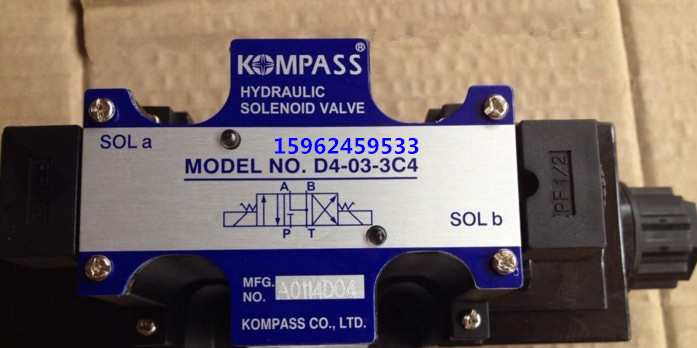 KOMPASS®
HYDRAULIC
SOLENOID VALVE
SOL a
15962459533
MODEL NO. D4-03-3C4
A B
P T
SOL b
PF1/2
MFG.
NO. A0114D04
KOMPASS CO., LTD.